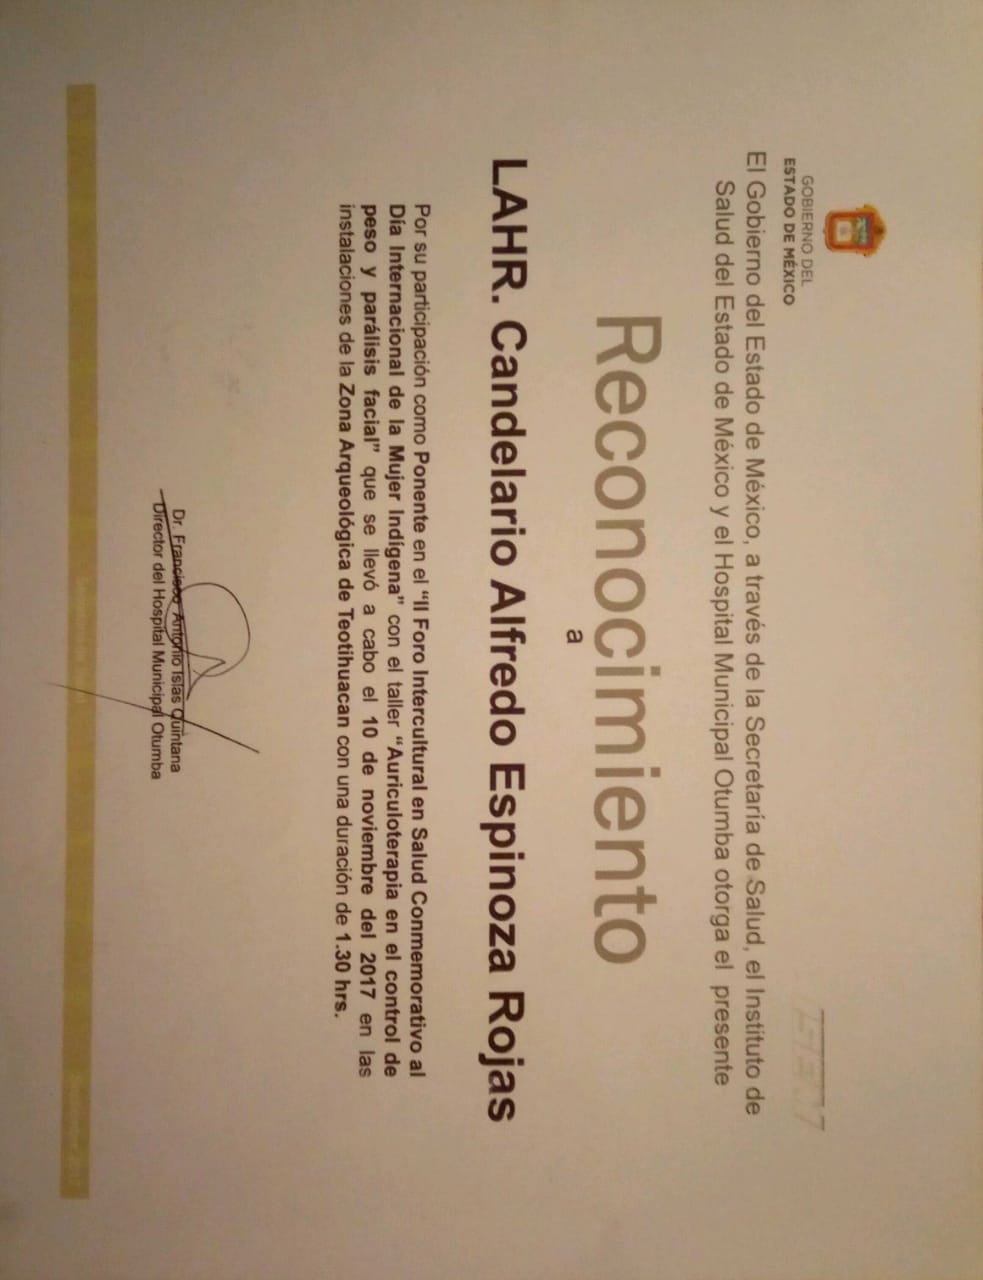 GOBIERNO DEL
ESTADO DE MÉXICO
ISEM
El Gobierno del Estado de México, a través de la Secretaría de Salud, el Instituto de
Salud del Estado de México y el Hospital Municipal Otumba otorga el presente
Reconocimiento
a
LAHR. Candelario Alfredo Espinoza Rojas
Por su participación como Ponente en el “II Foro Intercultural en Salud Conmemorativo al
Día Internacional de la Mujer Indígena” con el taller “Auriculoterapia en el control de
peso y parálisis facial” que se llevó a cabo el 10 de noviembre del 2017 en las
instalaciones de la Zona Arqueológica de Teotihuacan con una duración de 1.30 hrs.
Dr. Francisco Antonio Islas Quintana
Director del Hospital Municipal Otumba
Secretaría de Salud